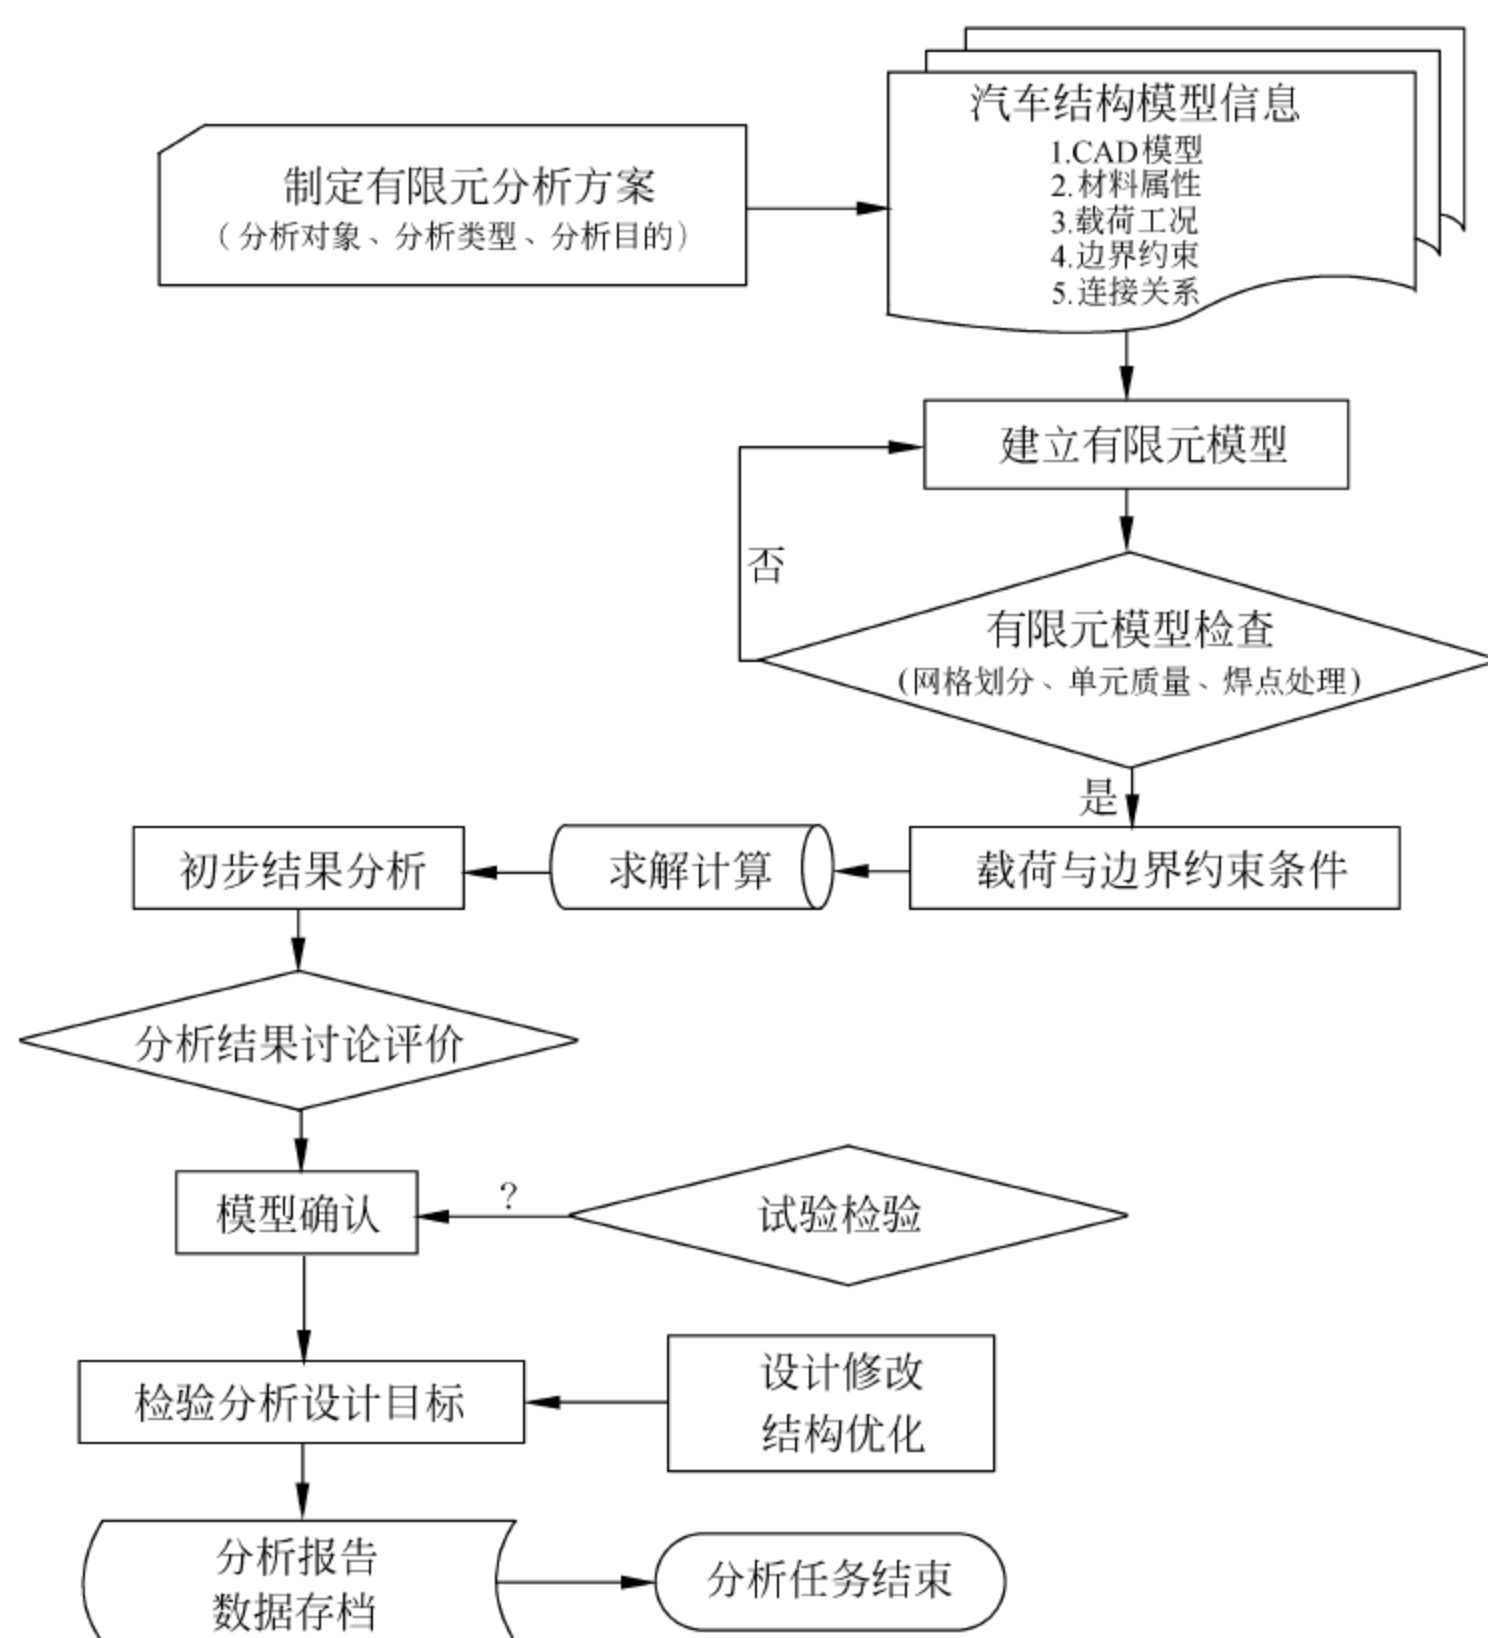 制定有限元分析方案
（分析对象、分析类型、分析目的）
汽车结构模型信息
1.CAD模型
2.材料属性
3.载荷工况
4.边界约束
5.连接关系
建立有限元模型
否
有限元模型检查
(网格划分、单元质量、焊点处理)
是
载荷与边界约束条件
求解计算
初步结果分析
分析结果讨论评价
模型确认
?
试验检验
检验分析设计目标
设计修改
结构优化
分析报告
数据存档
分析任务结束